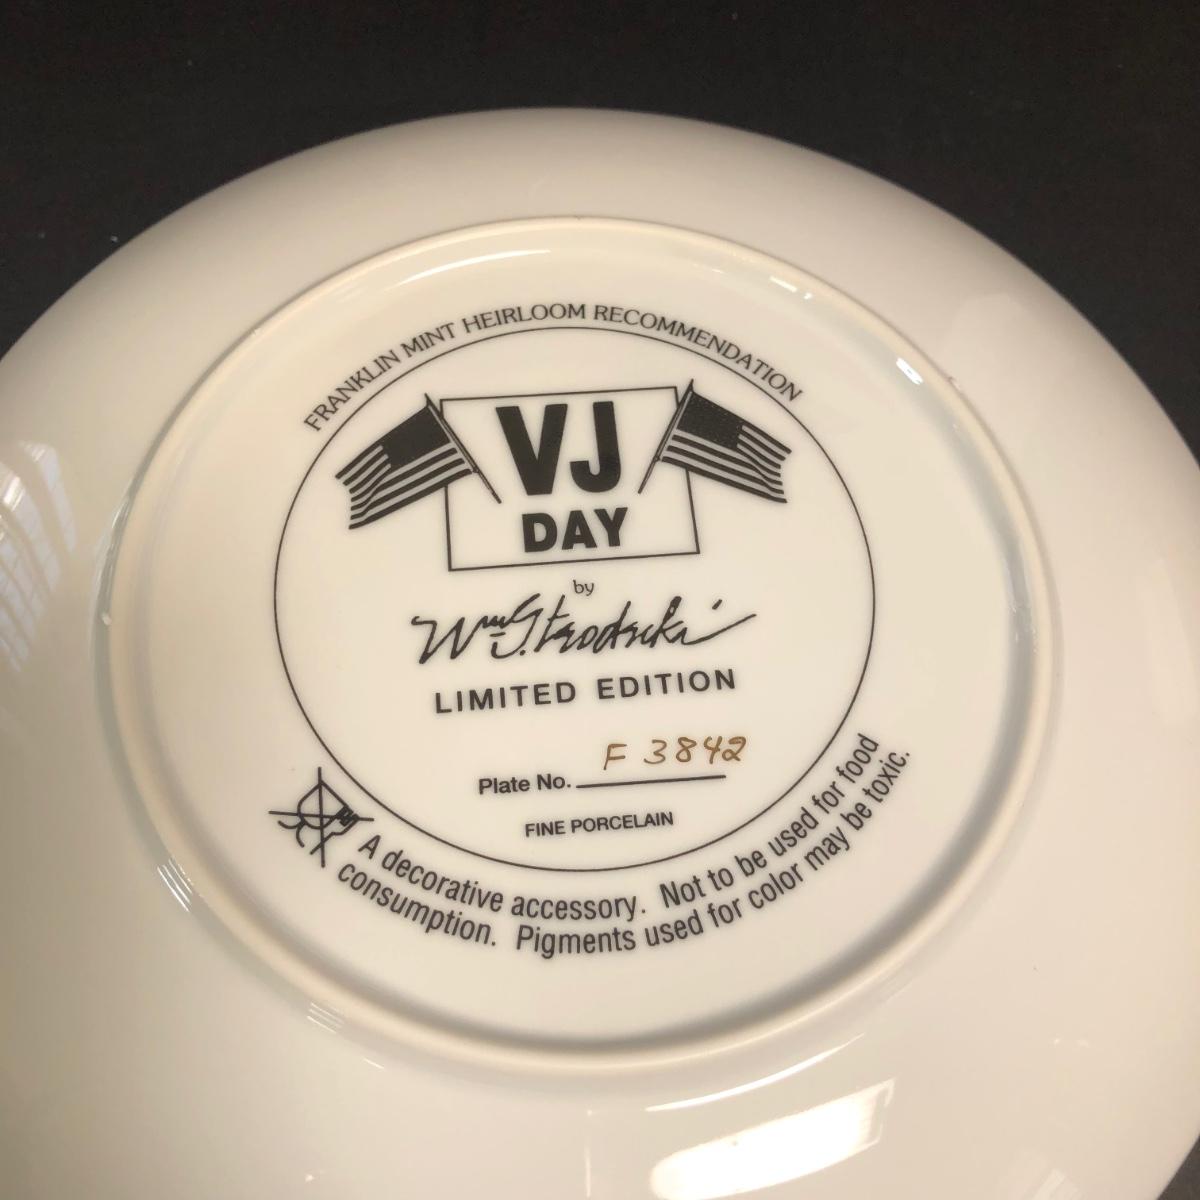 FRANKLIN MINT HEIRLOOM RECOMMENDATION
VJ
DAY
by
LIMITED EDITION
Plate No. F 3842
FINE PORCELAIN
A decorative accessory. Not to be used for food
consumption. Pigments used for color may be toxic.